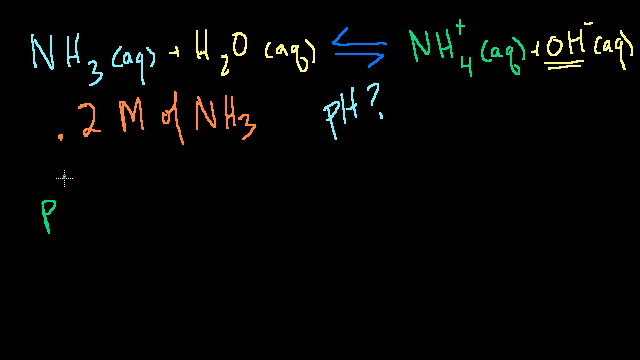 NH₃(aq) + H₂O(aq) ⇌ NH₄⁺(aq) + OH⁻(aq)
.2 M of NH₃ pH?
P